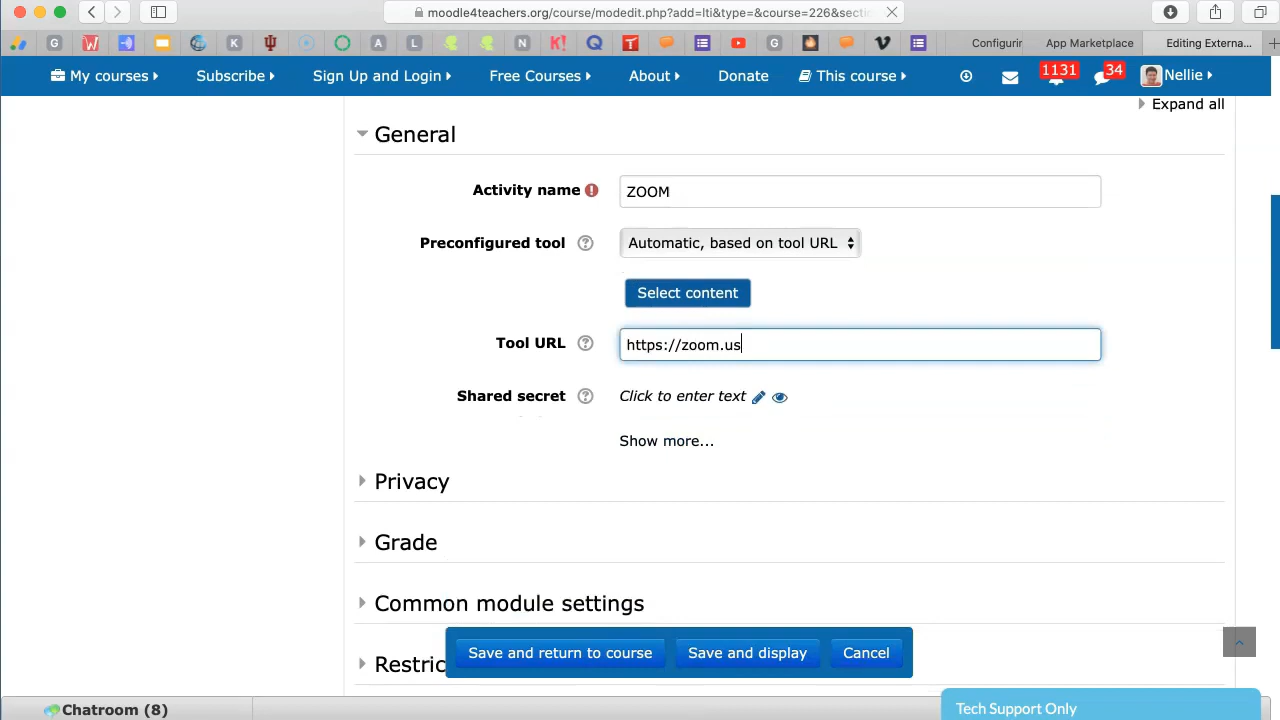 moodle4teachers.org/course/modedit.php?add=lti&type=&course=226&secti
G W G K A L N K! Q T G V
Configurin App Marketplace Editing Externa...
My courses Subscribe Sign Up and Login Free Courses About Donate This course 1131 34 Nellie
Expand all
General
Activity name ZOOM
Preconfigured tool Automatic, based on tool URL
Select content
Tool URL https://zoom.us
Shared secret Click to enter text
Show more...
Privacy
Grade
Common module settings
Restric
Save and return to course Save and display Cancel
Chatroom (8)
Tech Support Only